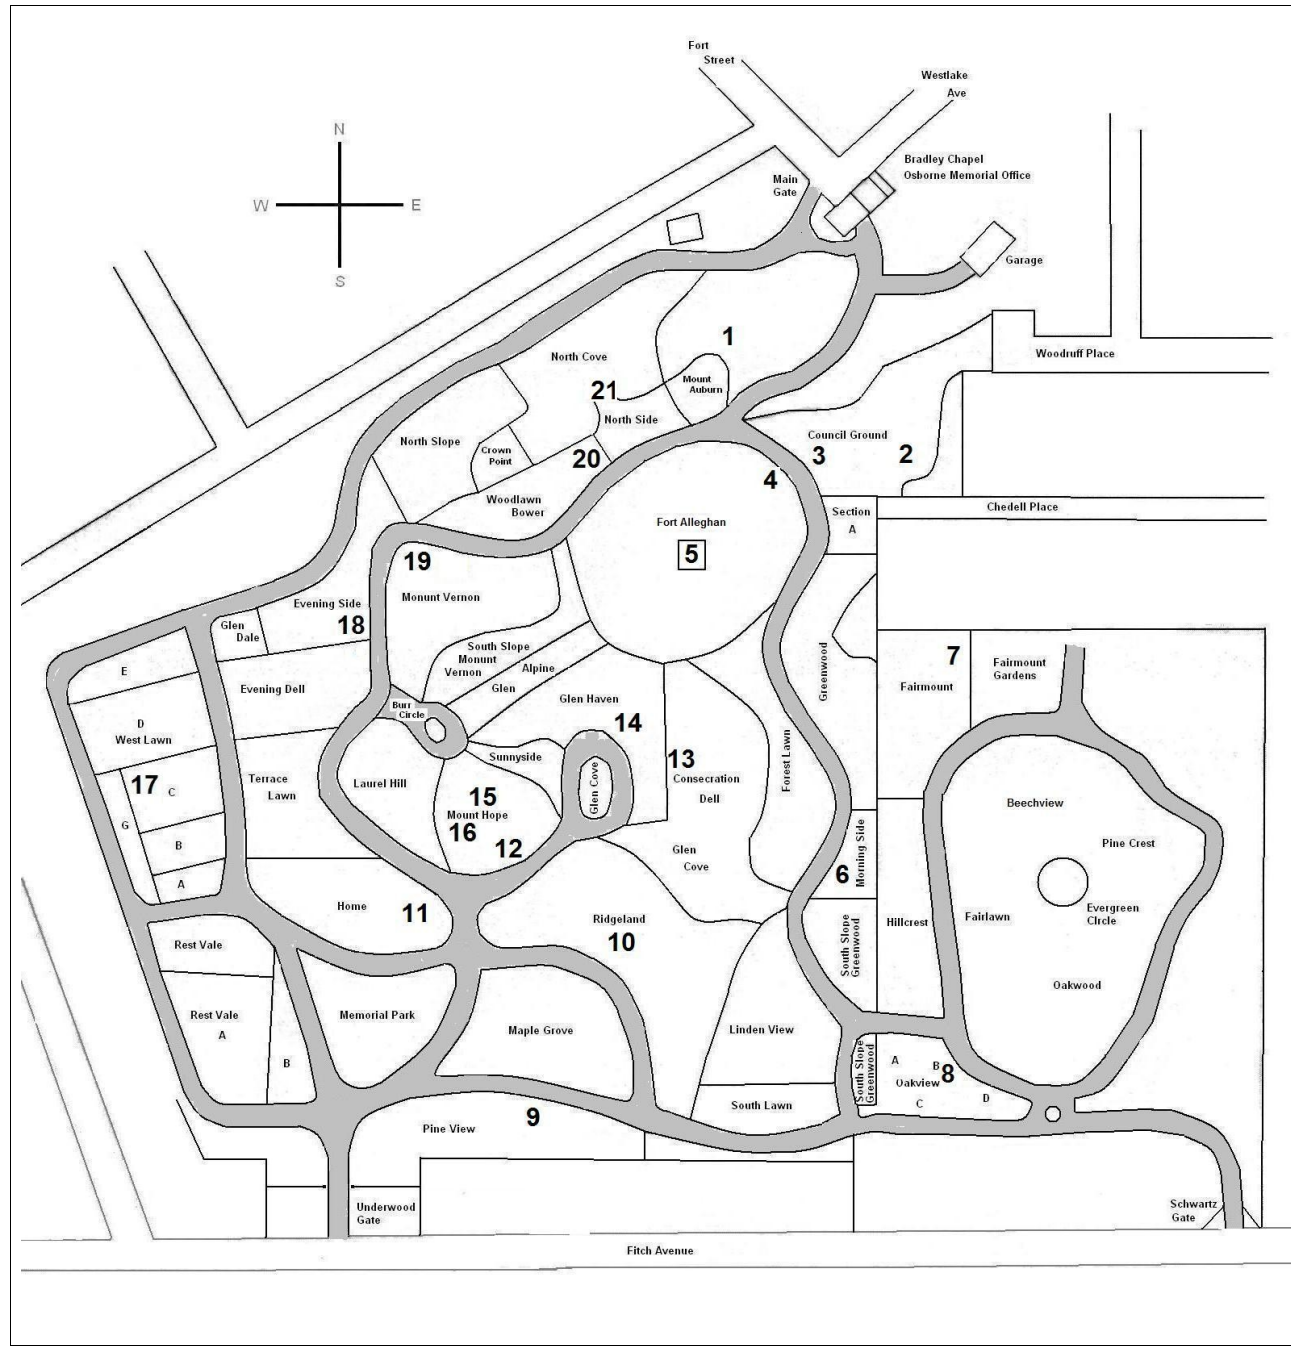 Fort
Street
Westlake
Ave
N
W
E
S
Bradley Chapel
Osborne Memorial Office
Main
Gate
Garage
1
Woodruff Place
North Cove
Mount
Auburn
21
North Side
North Slope
Crown
Point
20
Council Ground
3
2
4
Woodlawn
Bower
Section
A
Chedell Place
Fort Alleghan
5
19
Monunt Vernon
Evening Side
18
Glen
Dale
South Slope
Monunt
Vernon
Alpine
Glen
Greenwood
7
Fairmount
Fairmount
Gardens
E
Evening Dell
Glen Haven
Burr
Circle
14
D
West Lawn
Sunnyside
13
Consecration
Dell
Forest Lawn
17
C
Terrace
Lawn
Laurel Hill
Glen Cove
15
Mount Hope
16
12
Beechview
Pine Crest
G
B
A
Glen
Cove
6
Morning Side
Home
11
Ridgeland
10
Hillcrest
Fairlawn
Evergreen
CIrcle
South Slope
Greenwood
Rest Vale
Oakwood
Rest Vale
A
Memorial Park
Maple Grove
Linden View
B
South Slope
Greenwood
A
B
8
Oakview
C
D
South Lawn
Pine View
9
Underwood
Gate
Schwartz
Gate
Fitch Avenue